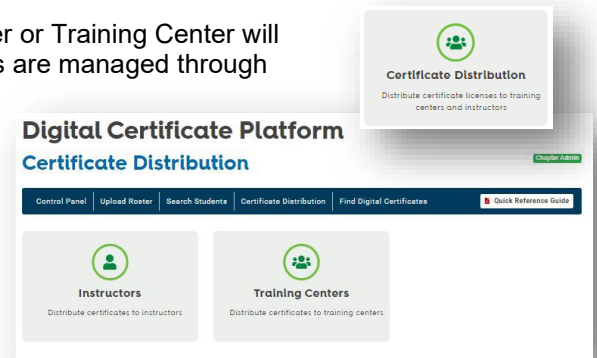 er or Training Center will
s are managed through
Certificate Distribution
Distribute certificate licenses to training
centers and instructors
Digital Certificate Platform
Certificate Distribution
Chapter Admin
Control Panel
Upload Roster
Search Students
Certificate Distribution
Find Digital Certificates
Quick Reference Guide
Instructors
Distribute certificates to instructors
Training Centers
Distribute certificates to training centers